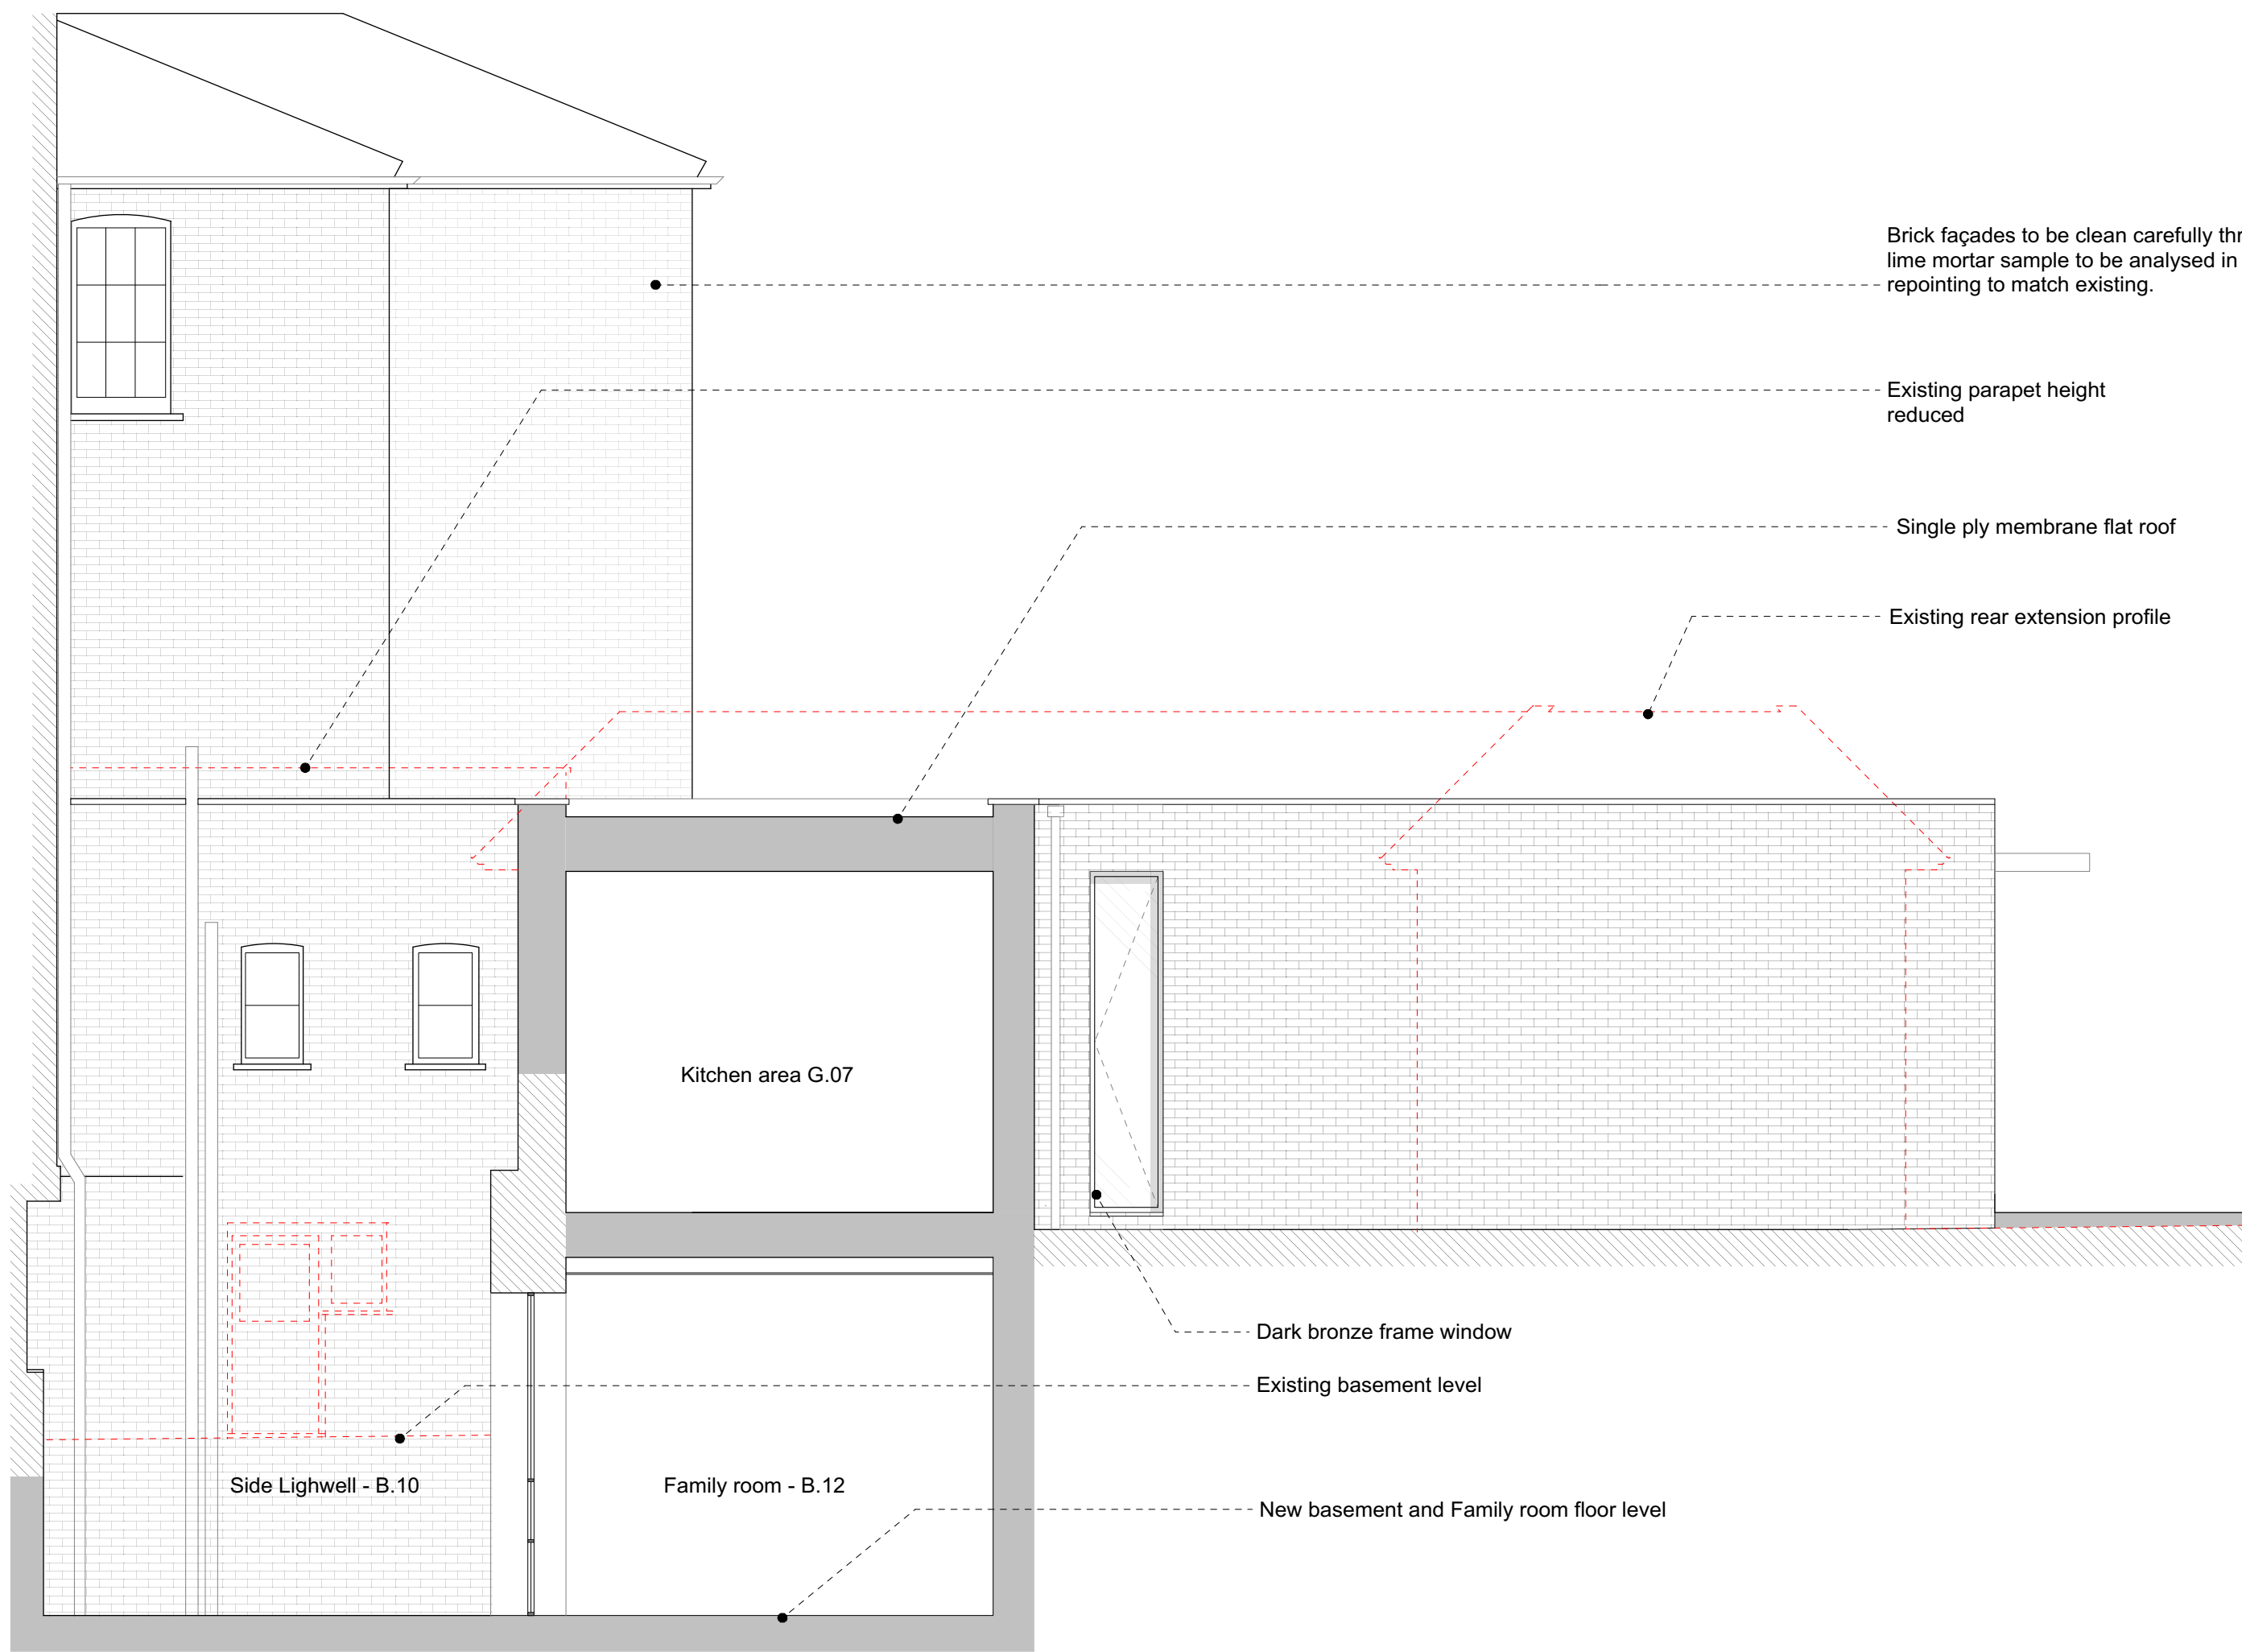 Brick façades to be clean carefully
lime mortar sample to be analysed in
repointing to match existing.
Existing parapet height
reduced
Single ply membrane flat roof
Existing rear extension profile
Kitchen area G.07
Dark bronze frame window
Existing basement level
Side Lighwell - B.10
Family room - B.12
New basement and Family room floor level